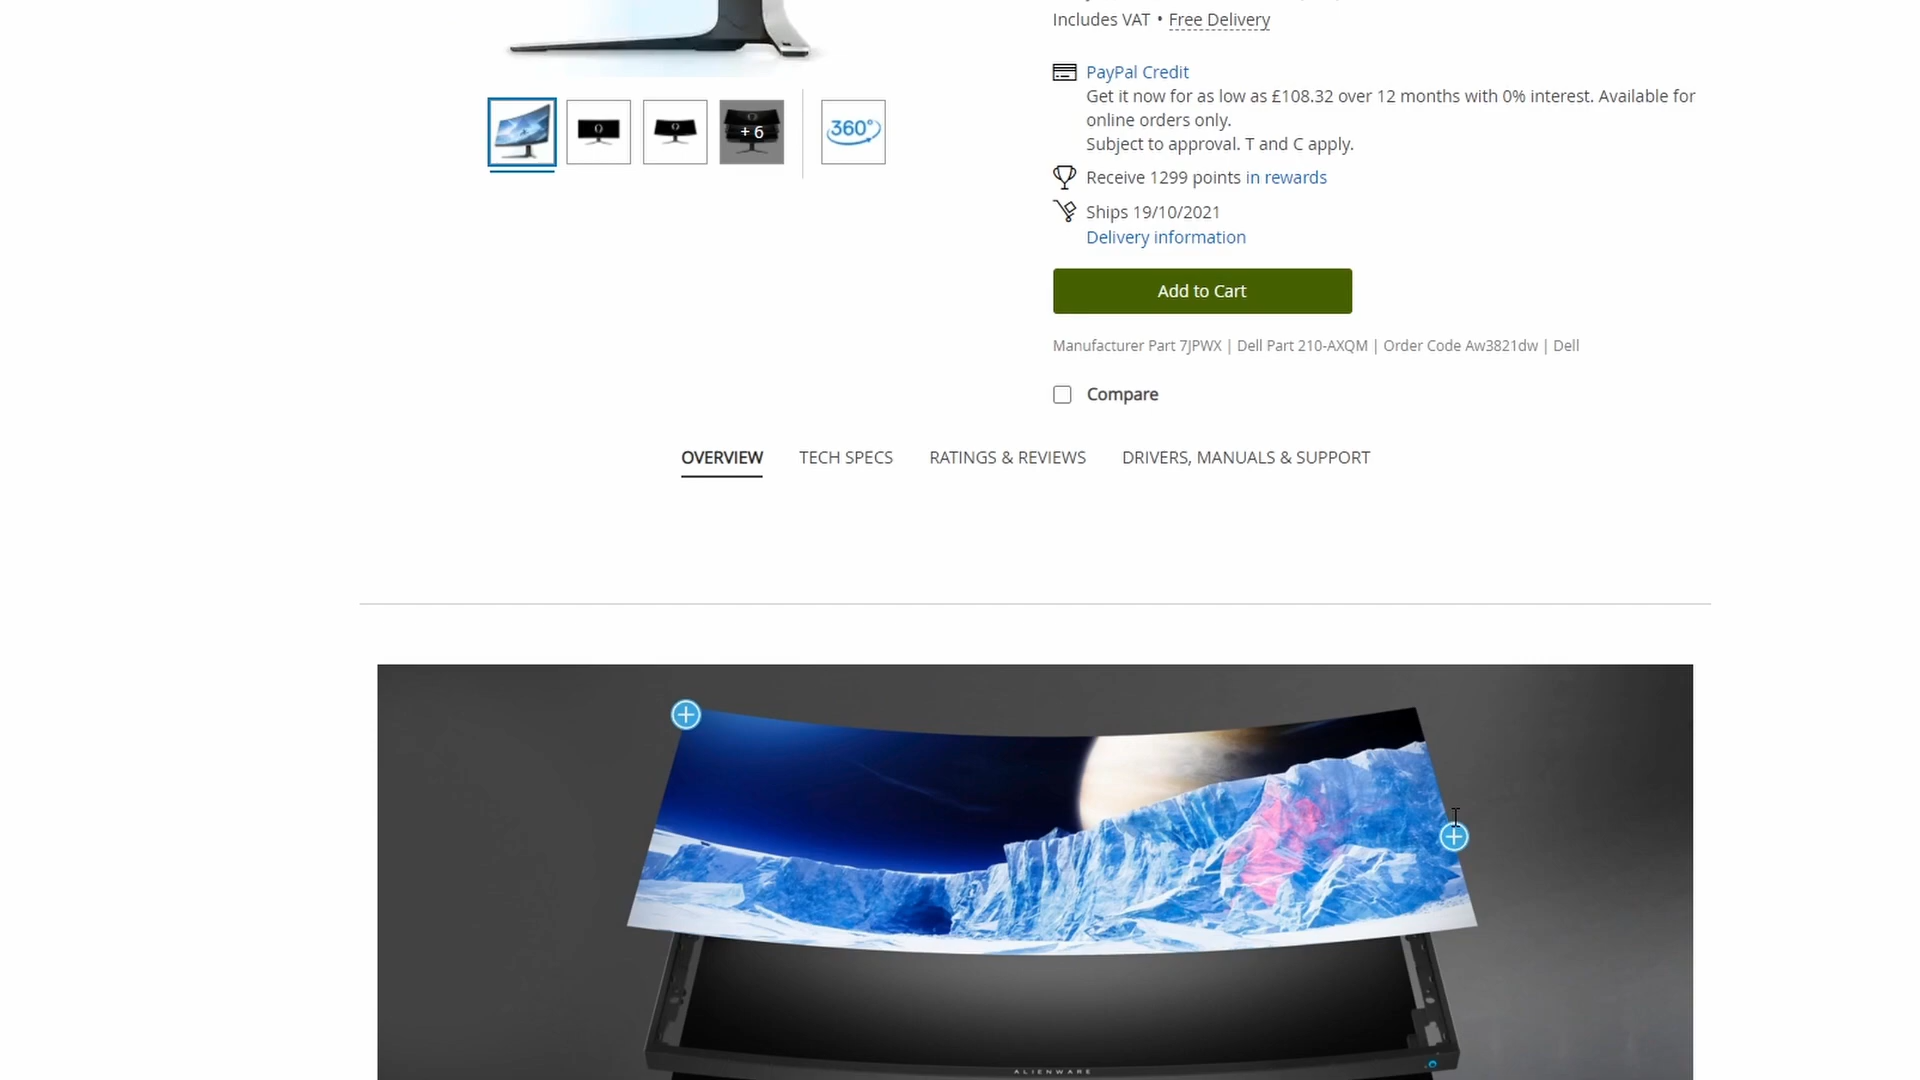 Includes VAT • Free Delivery
PayPal Credit
Get it now for as low as £108.32 over 12 months with 0% interest. Available for
online orders only.
Subject to approval. T and C apply.
+ 6
360°
Receive 1299 points in rewards
Ships 19/10/2021
Delivery information
Add to Cart
Manufacturer Part 7JPWX | Dell Part 210-AXQM | Order Code Aw3821dw | Dell
Compare
OVERVIEW TECH SPECS RATINGS & REVIEWS DRIVERS, MANUALS & SUPPORT
ALIENWARE